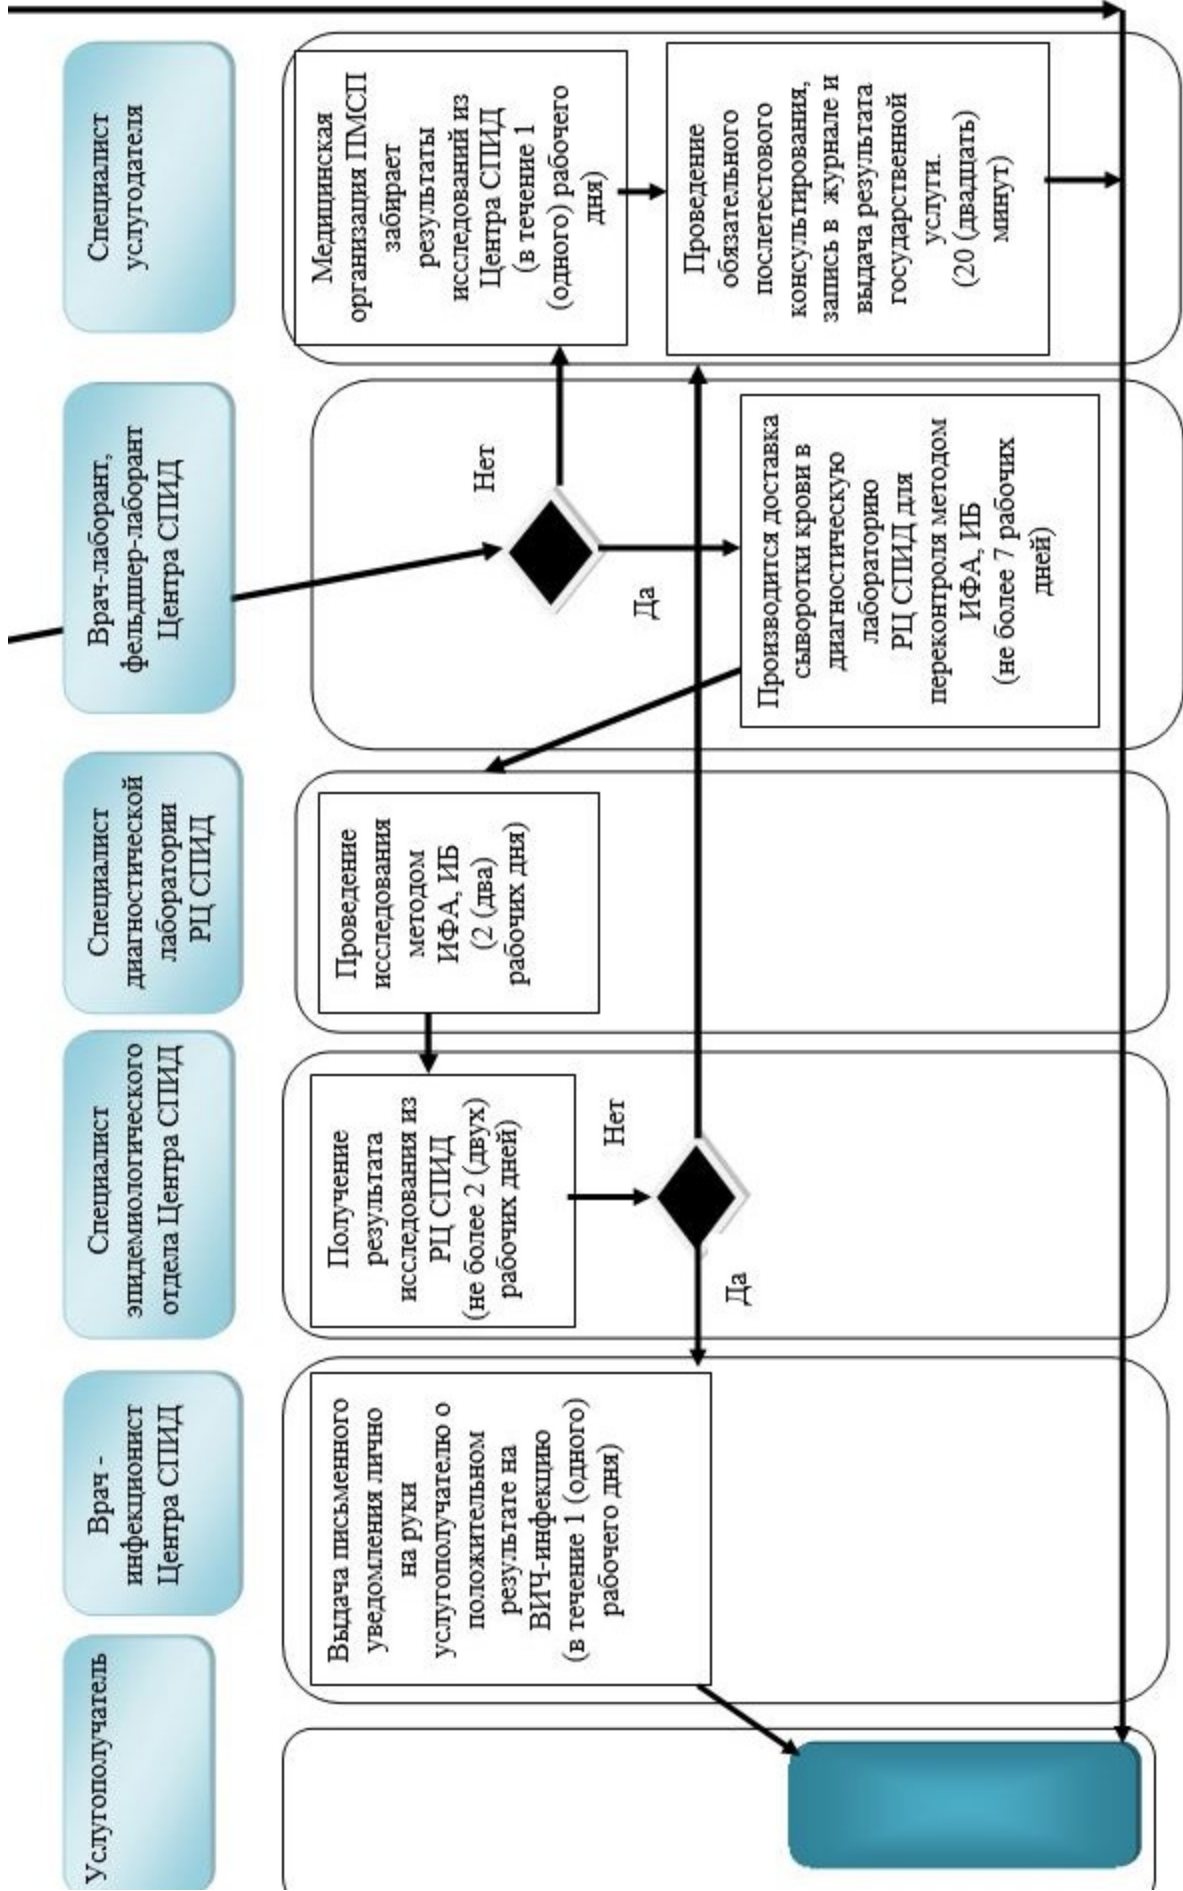 Услугополучатель
Врач -
инфекционист
Центра СПИД
Специалист
эпидемиологического
отдела Центра СПИД
Специалист
диагностической
лаборатории
РЦ СПИД
Врач-лаборант,
фельдшер-лаборант
Центра СПИД
Специалист
услугодателя
Выдача письменного
уведомления лично
на руки
услугополучателю о
положительном
результате на
ВИЧ-инфекцию
(в течение 1 (одного)
рабочего дня)
Получение
результата
исследования из
РЦ СПИД
(не более 2 (двух)
рабочих дней)
Нет
Да
Проведение
исследования
методом
ИФА, ИБ
(2 (два)
рабочих дня)
Нет
Да
Производится доставка
сыворотки крови в
диагностическую
лабораторию
РЦ СПИД для
переконтроля методом
ИФА, ИБ
(не более 7 рабочих
дней)
Медицинская
организация ПМСП
забирает
результаты
исследований из
Центра СПИД
(в течение 1
(одного) рабочего
дня)
Проведение
обязательного
послетестового
консультирования,
запись в журнале и
выдача результата
государственной
услуги.
(20 (двадцать)
минут)